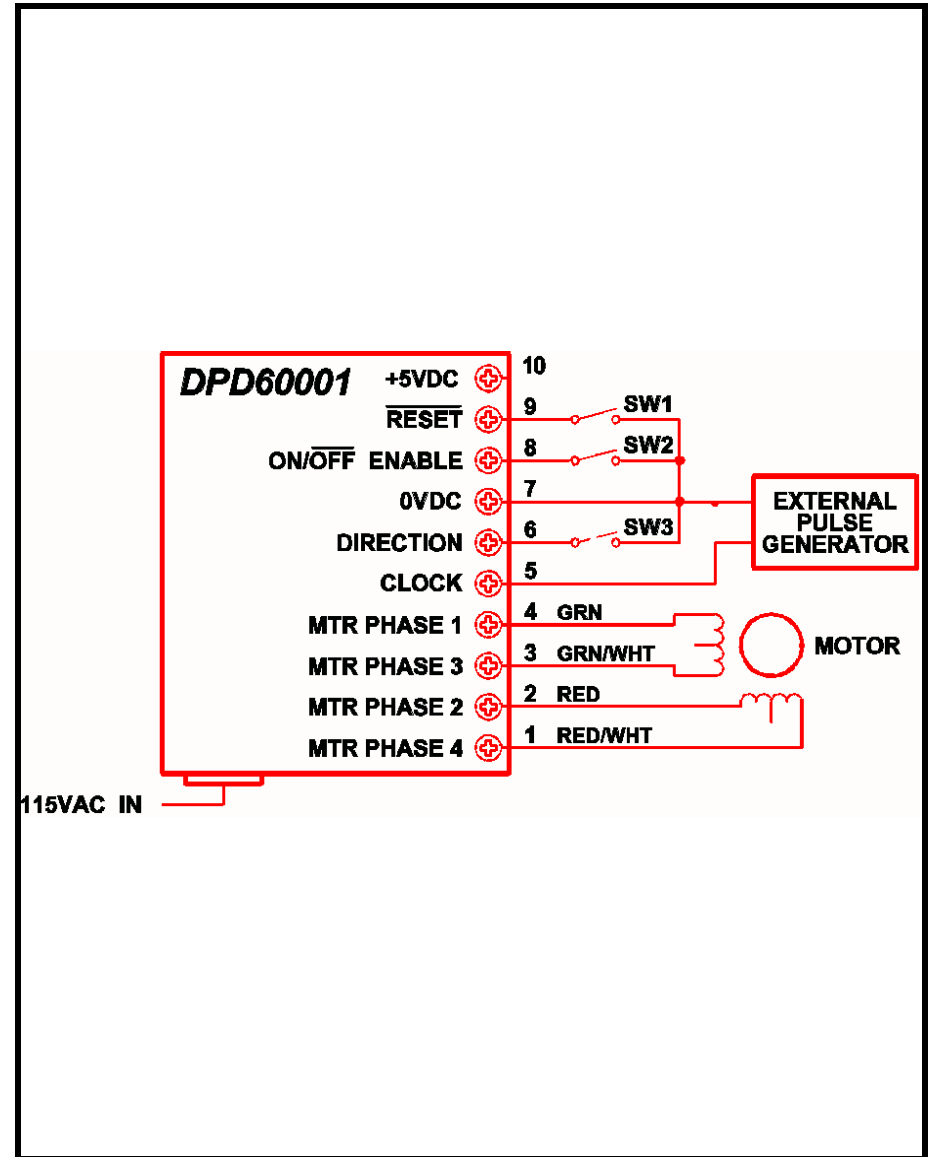 DPD60001
+5VDC 10
RESET 9 SW1
ON/OFF ENABLE 8 SW2
0VDC 7
DIRECTION 6 SW3
CLOCK 5
EXTERNAL
PULSE
GENERATOR
MTR PHASE 1 4 GRN
MTR PHASE 3 3 GRN/WHT
MOTOR
MTR PHASE 2 2 RED
MTR PHASE 4 1 RED/WHT
115VAC IN